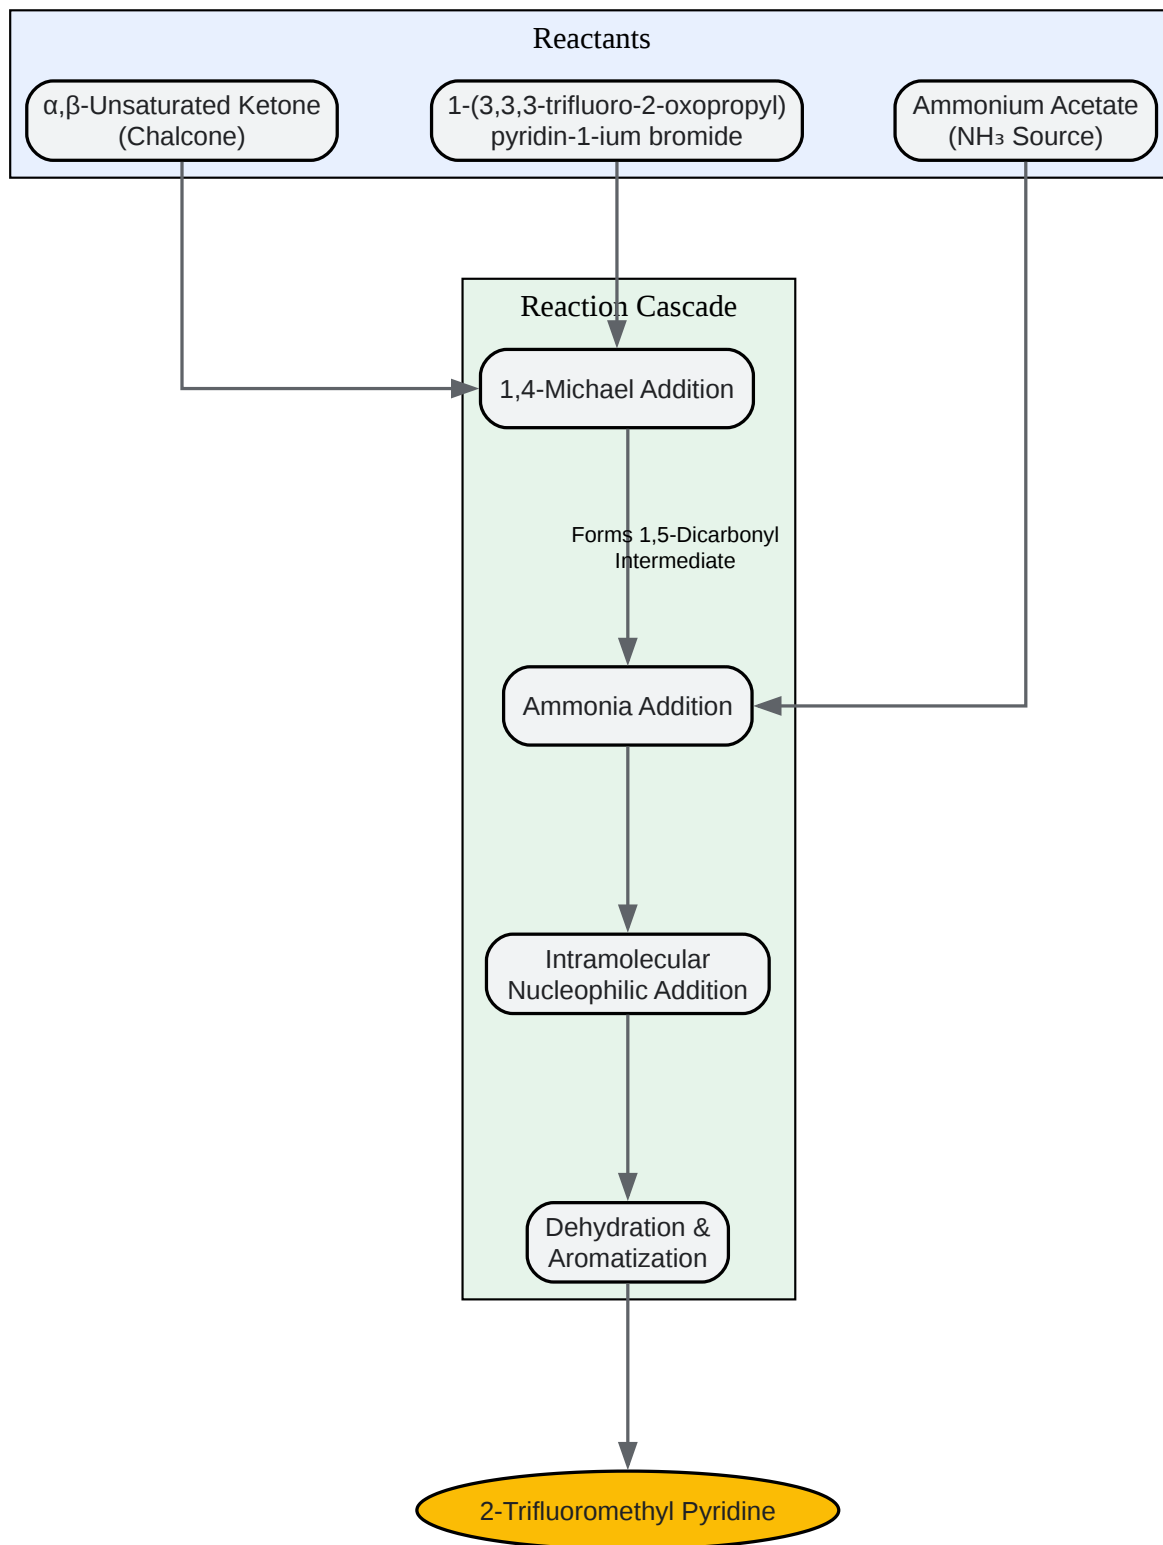 Reactants
α,β-Unsaturated Ketone
(Chalcone)
1-(3,3,3-trifluoro-2-oxopropyl)
pyridin-1-ium bromide
Ammonium Acetate
(NH₃ Source)
Reaction Cascade
1,4-Michael Addition
Forms 1,5-Dicarbonyl
Intermediate
Ammonia Addition
Intramolecular
Nucleophilic Addition
Dehydration &
Aromatization
2-Trifluoromethyl Pyridine